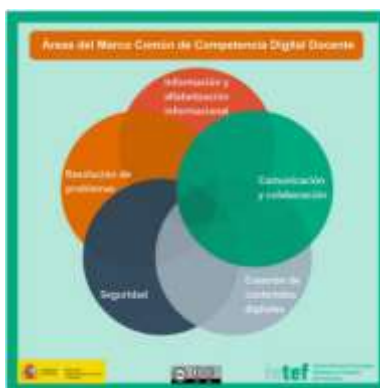 Áreas del Marco Común de Competencia Digital Docente
Información y
alfabetización
informacional
Resolución de
problemas
Comunicación
y colaboración
Seguridad
Creación de
contenidos
digitales
intef